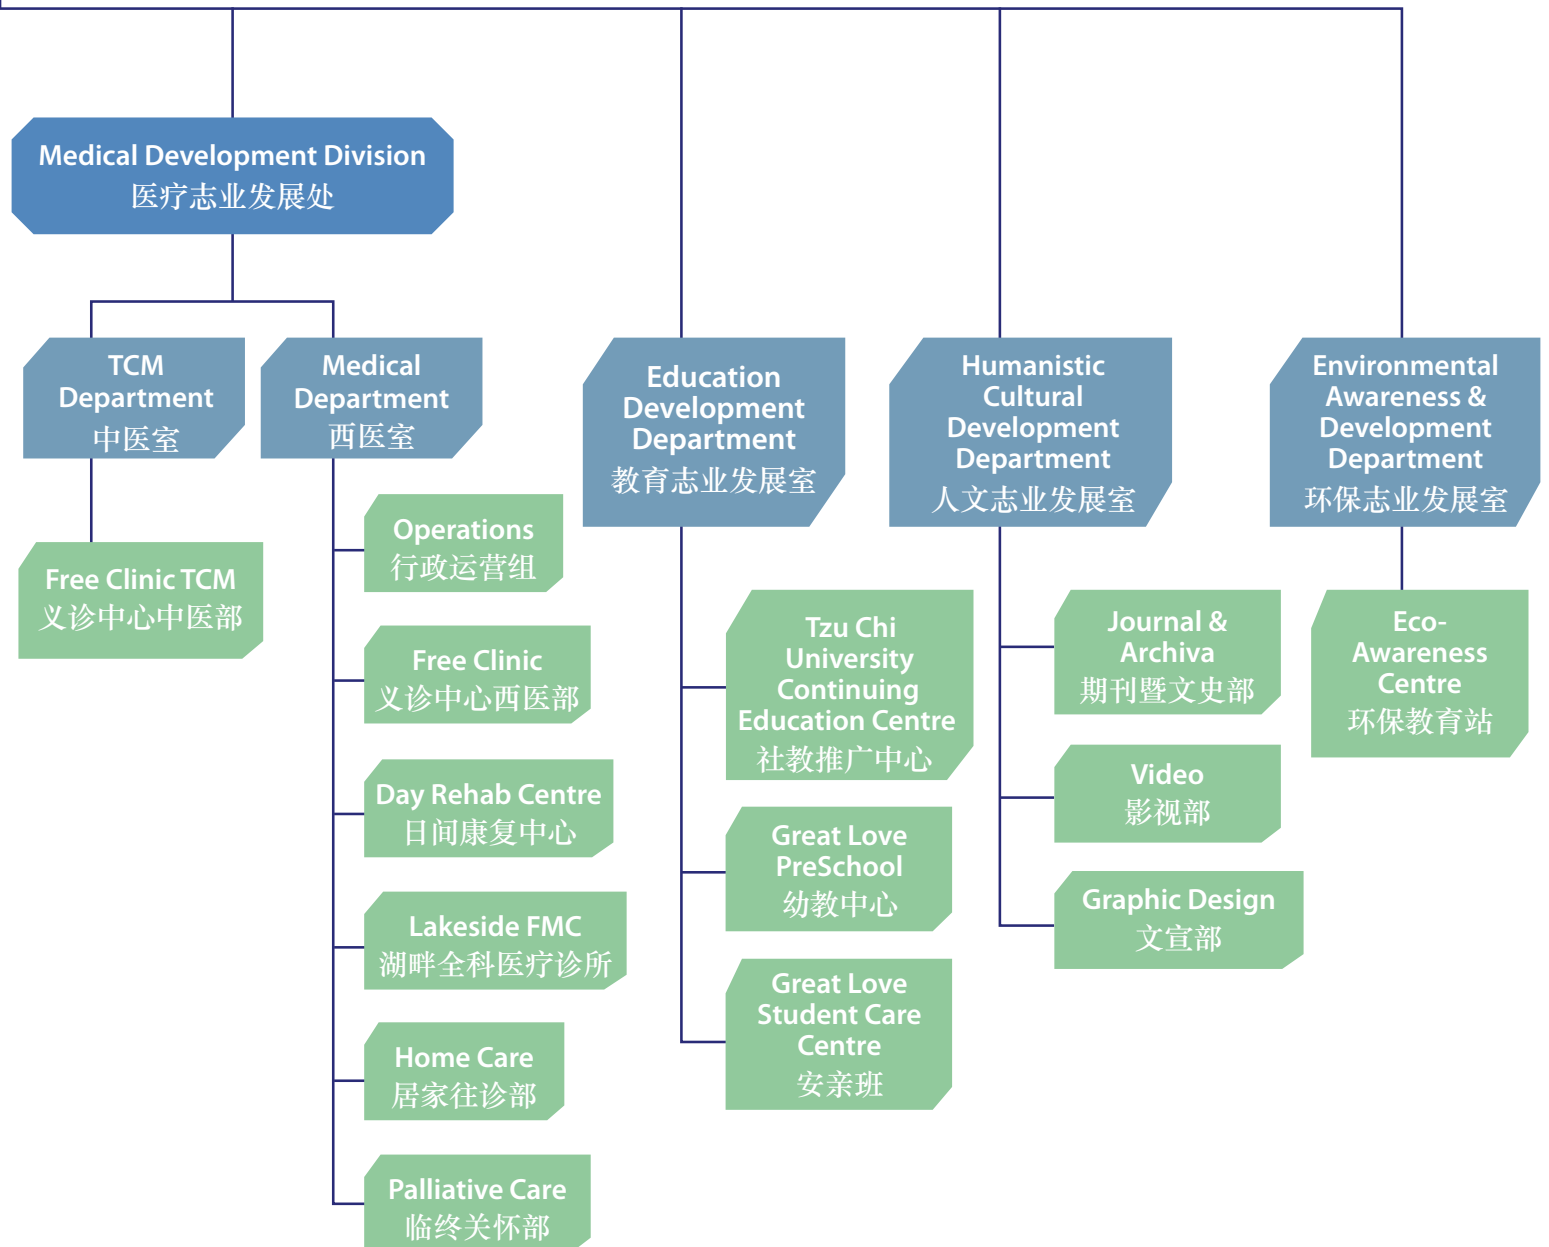 Medical Development Division
医疗志业发展处
TCM
Department
中医室
Medical
Department
西医室
Education
Development
Department
教育志业发展室
Humanistic
Cultural
Development
Department
人文志业发展室
Environmental
Awareness &
Development
Department
环保志业发展室
Free Clinic TCM
义诊中心中医部
Operations
行政运营组
Free Clinic
义诊中心西医部
Day Rehab Centre
日间康复中心
Lakeside FMC
湖畔全科医疗诊所
Home Care
居家往诊部
Palliative Care
临终关怀部
Tzu Chi
University
Continuing
Education Centre
社教推广中心
Great Love
PreSchool
幼教中心
Great Love
Student Care
Centre
安亲班
Journal &
Archiva
期刊暨文史部
Video
影视部
Graphic Design
文宣部
Eco-
Awareness
Centre
环保教育站